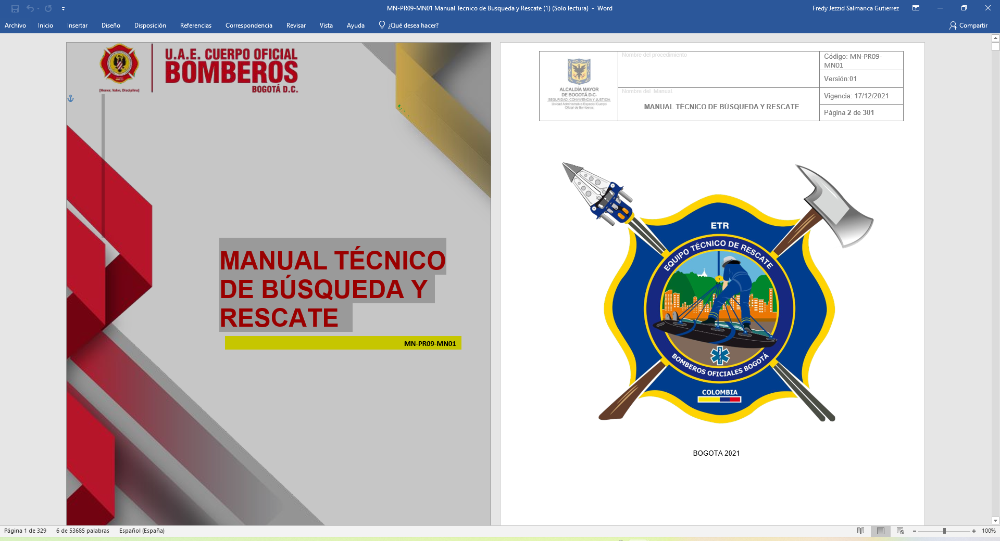 MN-PR09-MN01 Manual Tecnico de Busqueda y Rescate (1) (Solo lectura) - Word
Fredy Jezzid Salmanca Gutierrez
Archivo Inicio Insertar Diseño Disposición Referencias Correspondencia Revisar Vista Ayuda ¿Qué desea hacer? Compartir
U.A.E. CUERPO OFICIAL
BOMBEROS
BOGOTÁ D.C.
[Honor, Valor, Disciplina]
MANUAL TÉCNICO
DE BÚSQUEDA Y
RESCATE
MN-PR09-MN01
ALCALDÍA MAYOR
DE BOGOTÁ D.C.
SEGURIDAD, CONVIVENCIA Y JUSTICIA
Unidad Administrativa Especial Cuerpo
Oficial de Bomberos
Nombre del procedimiento
Nombre del Manual
MANUAL TÉCNICO DE BÚSQUEDA Y RESCATE
Código: MN-PR09-
MN01
Versión:01
Vigencia: 17/12/2021
Página 2 de 301
ETR
EQUIPO TÉCNICO DE RESCATE
BOMBEROS OFICIALES BOGOTÁ
COLOMBIA
BOGOTA 2021
Página 1 de 329 6 de 53685 palabras Español (España) 100%